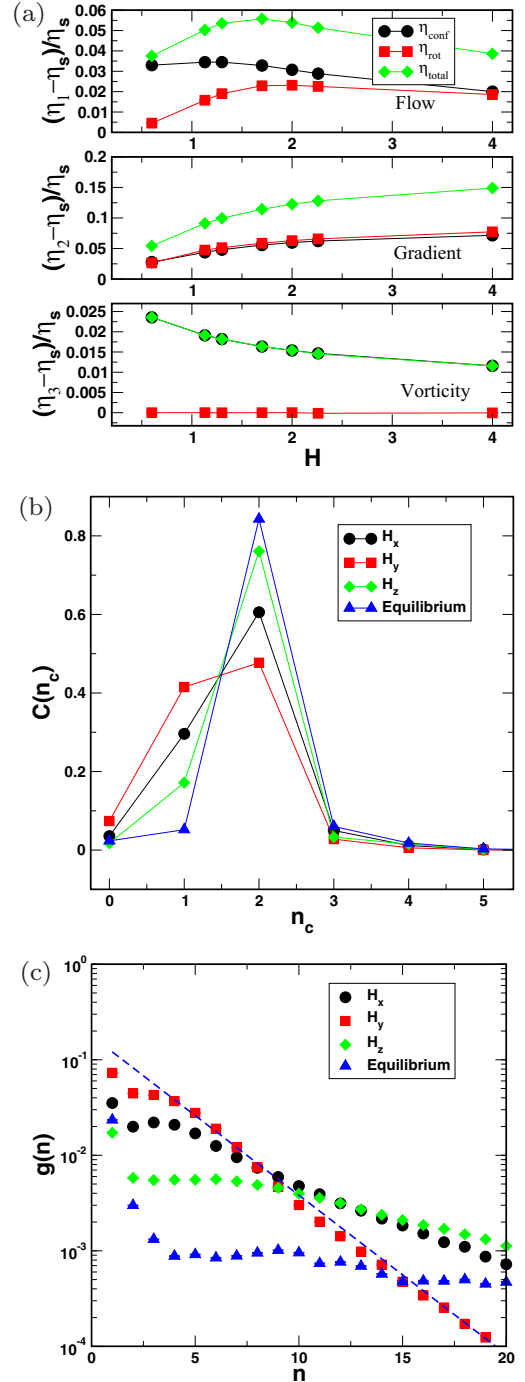 (a)
0.06
0.05
0.04
0.03
0.02
0.01
0
(η1−ηs)/ηs
ηconf
ηrot
ηtotal
Flow
1 2 3 4
0.2
0.15
0.1
0.05
0
(η2−ηs)/ηs
Gradient
1 2 3 4
0.025
0.02
0.015
0.01
0.005
0
(η3−ηs)/ηs
Vorticity
1 2 3 4
H
(b)
0.8
0.6
0.4
0.2
0
C(nc)
Hx
Hy
Hz
Equilibrium
0 1 2 3 4 5
nc
(c)
10^0
10^-1
10^-2
10^-3
10^-4
g(n)
Hx
Hy
Hz
Equilibrium
0 5 10 15 20
n